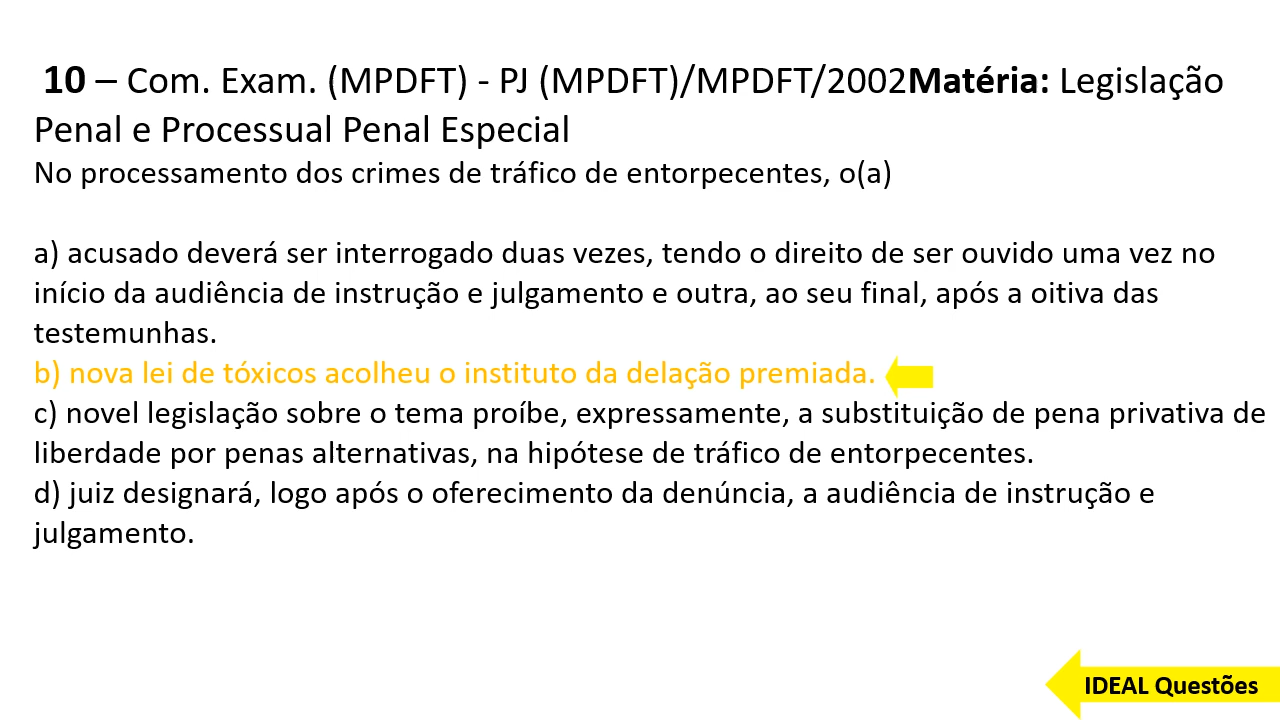 10 – Com. Exam. (MPDFT) - PJ (MPDFT)/MPDFT/2002Matéria: Legislação
Penal e Processual Penal Especial
No processamento dos crimes de tráfico de entorpecentes, o(a)
a) acusado deverá ser interrogado duas vezes, tendo o direito de ser ouvido uma vez no
início da audiência de instrução e julgamento e outra, ao seu final, após a oitiva das
testemunhas.
b) nova lei de tóxicos acolheu o instituto da delação premiada.
c) novel legislação sobre o tema proíbe, expressamente, a substituição de pena privativa de
liberdade por penas alternativas, na hipótese de tráfico de entorpecentes.
d) juiz designará, logo após o oferecimento da denúncia, a audiência de instrução e
julgamento.
IDEAL Questões